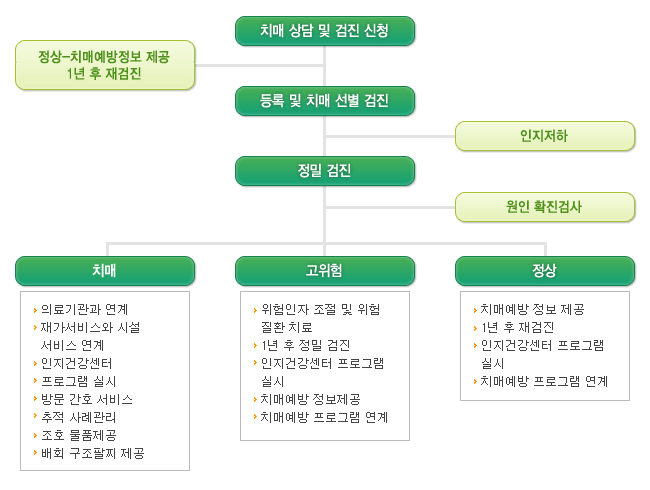 치매 상담 및 검진 신청
정상-치매예방정보 제공
1년 후 재검진
등록 및 치매 선별 검진
인지저하
정밀 검진
원인 확진검사
치매
의료기관과 연계
재가서비스와 시설
서비스 연계
인지건강센터
프로그램 실시
방문 간호 서비스
추적 사례관리
조호 물품제공
배회 구조팔찌 제공
고위험
위험인자 조절 및 위험
질환 치료
1년 후 정밀 검진
인지건강센터 프로그램
실시
치매예방 정보제공
치매예방 프로그램 연계
정상
치매예방 정보 제공
1년 후 재검진
인지건강센터 프로그램
실시
치매예방 프로그램 연계